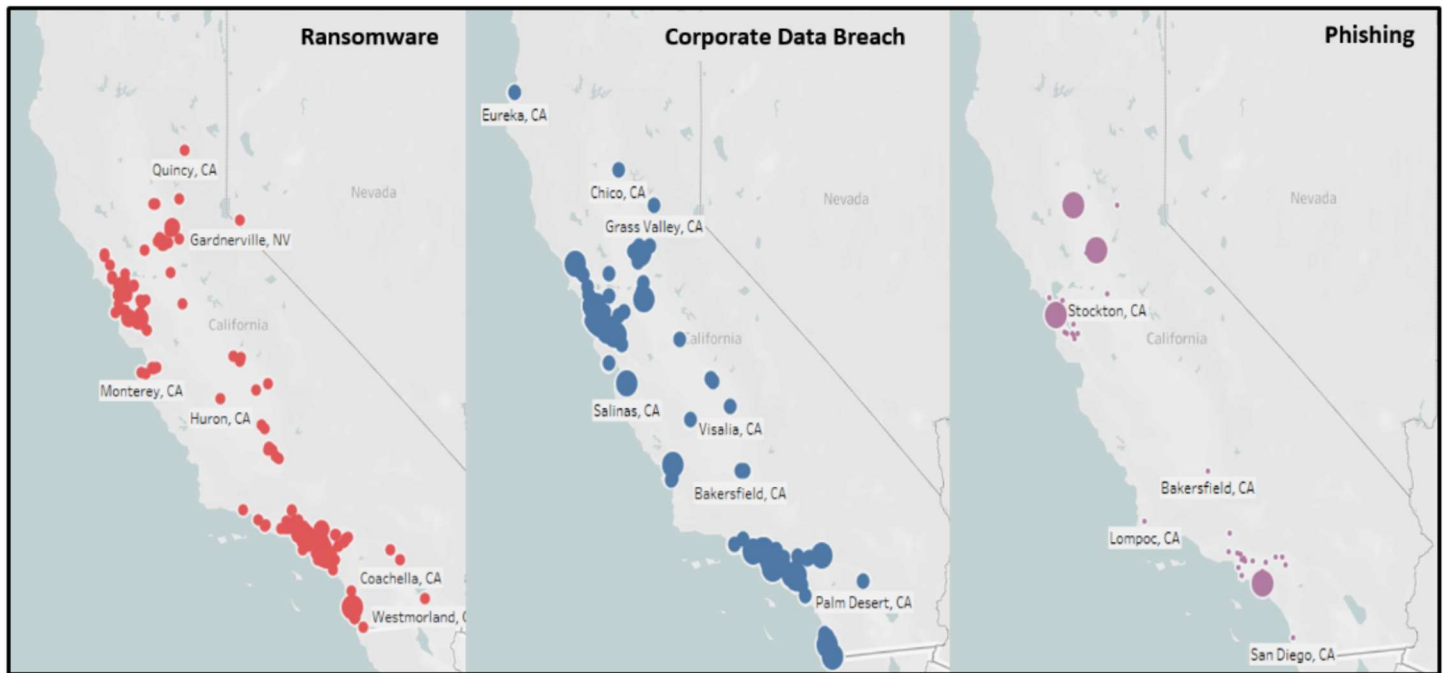 Ransomware
Quincy, CA
Nevada
Gardnerville, NV
California
Monterey, CA
Huron, CA
Coachella, CA
Westmorland, C
Corporate Data Breach
Eureka, CA
Chico, CA
Nevada
Grass Valley, CA
California
Salinas, CA
Visalia, CA
Bakersfield, CA
Palm Desert, CA
Phishing
Nevada
Stockton, CA
California
Bakersfield, CA
Lompoc, CA
San Diego, CA